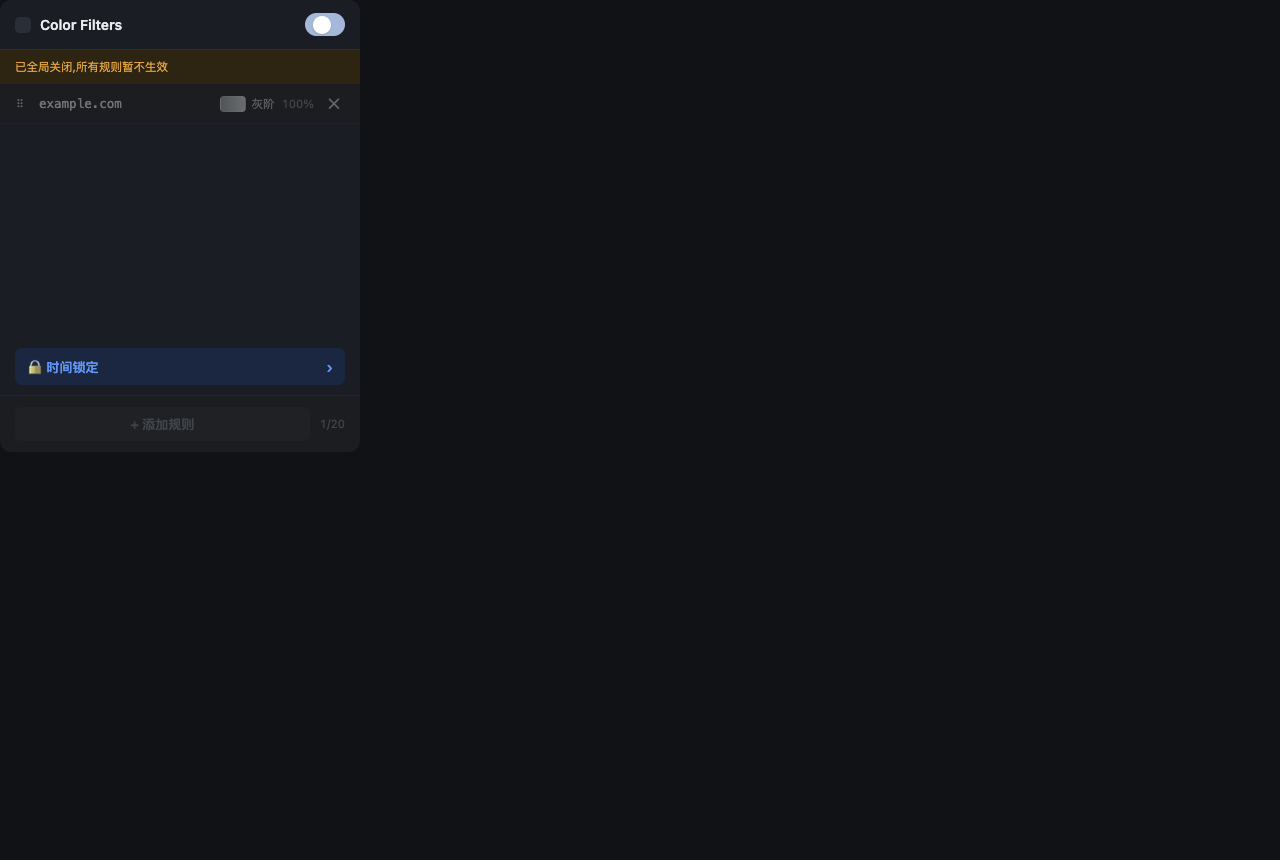 Color Filters
已全局关闭,所有规则暂不生效
example.com 灰阶 100%
🔒 时间锁定 ›
+ 添加规则 1/20